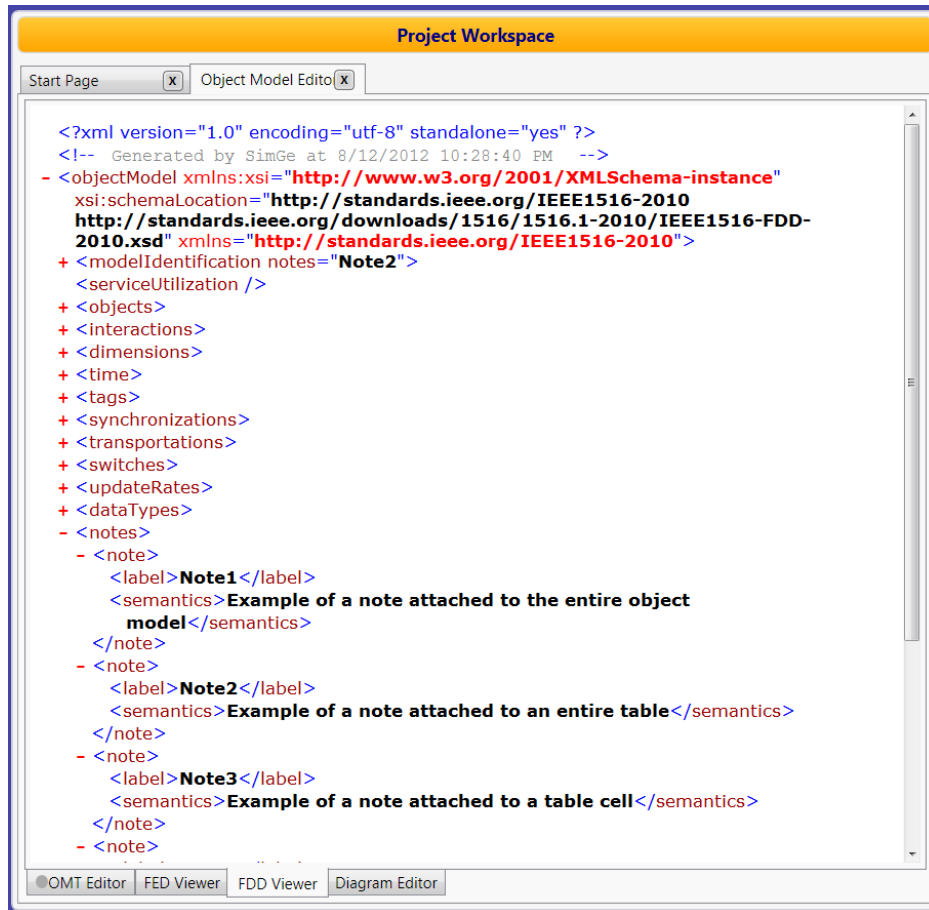 Project Workspace
Start Page X Object Model Edito X
<?xml version="1.0" encoding="utf-8" standalone="yes" ?>
<!-- Generated by SimGe at 8/12/2012 10:28:40 PM -->
- <objectModel xmlns:xsi="http://www.w3.org/2001/XMLSchema-instance"
xsi:schemaLocation="http://standards.ieee.org/IEEE1516-2010
http://standards.ieee.org/downloads/1516/1516.1-2010/IEEE1516-FDD-
2010.xsd" xmlns="http://standards.ieee.org/IEEE1516-2010">
+ <modelIdentification notes="Note2">
<serviceUtilization />
+ <objects>
+ <interactions>
+ <dimensions>
+ <time>
+ <tags>
+ <synchronizations>
+ <transportations>
+ <switches>
+ <updateRates>
+ <dataTypes>
- <notes>
- <note>
<label>Note1</label>
<semantics>Example of a note attached to the entire object
model</semantics>
</note>
- <note>
<label>Note2</label>
<semantics>Example of a note attached to an entire table</semantics>
</note>
- <note>
<label>Note3</label>
<semantics>Example of a note attached to a table cell</semantics>
</note>
- <note>
OMT Editor FED Viewer FDD Viewer Diagram Editor